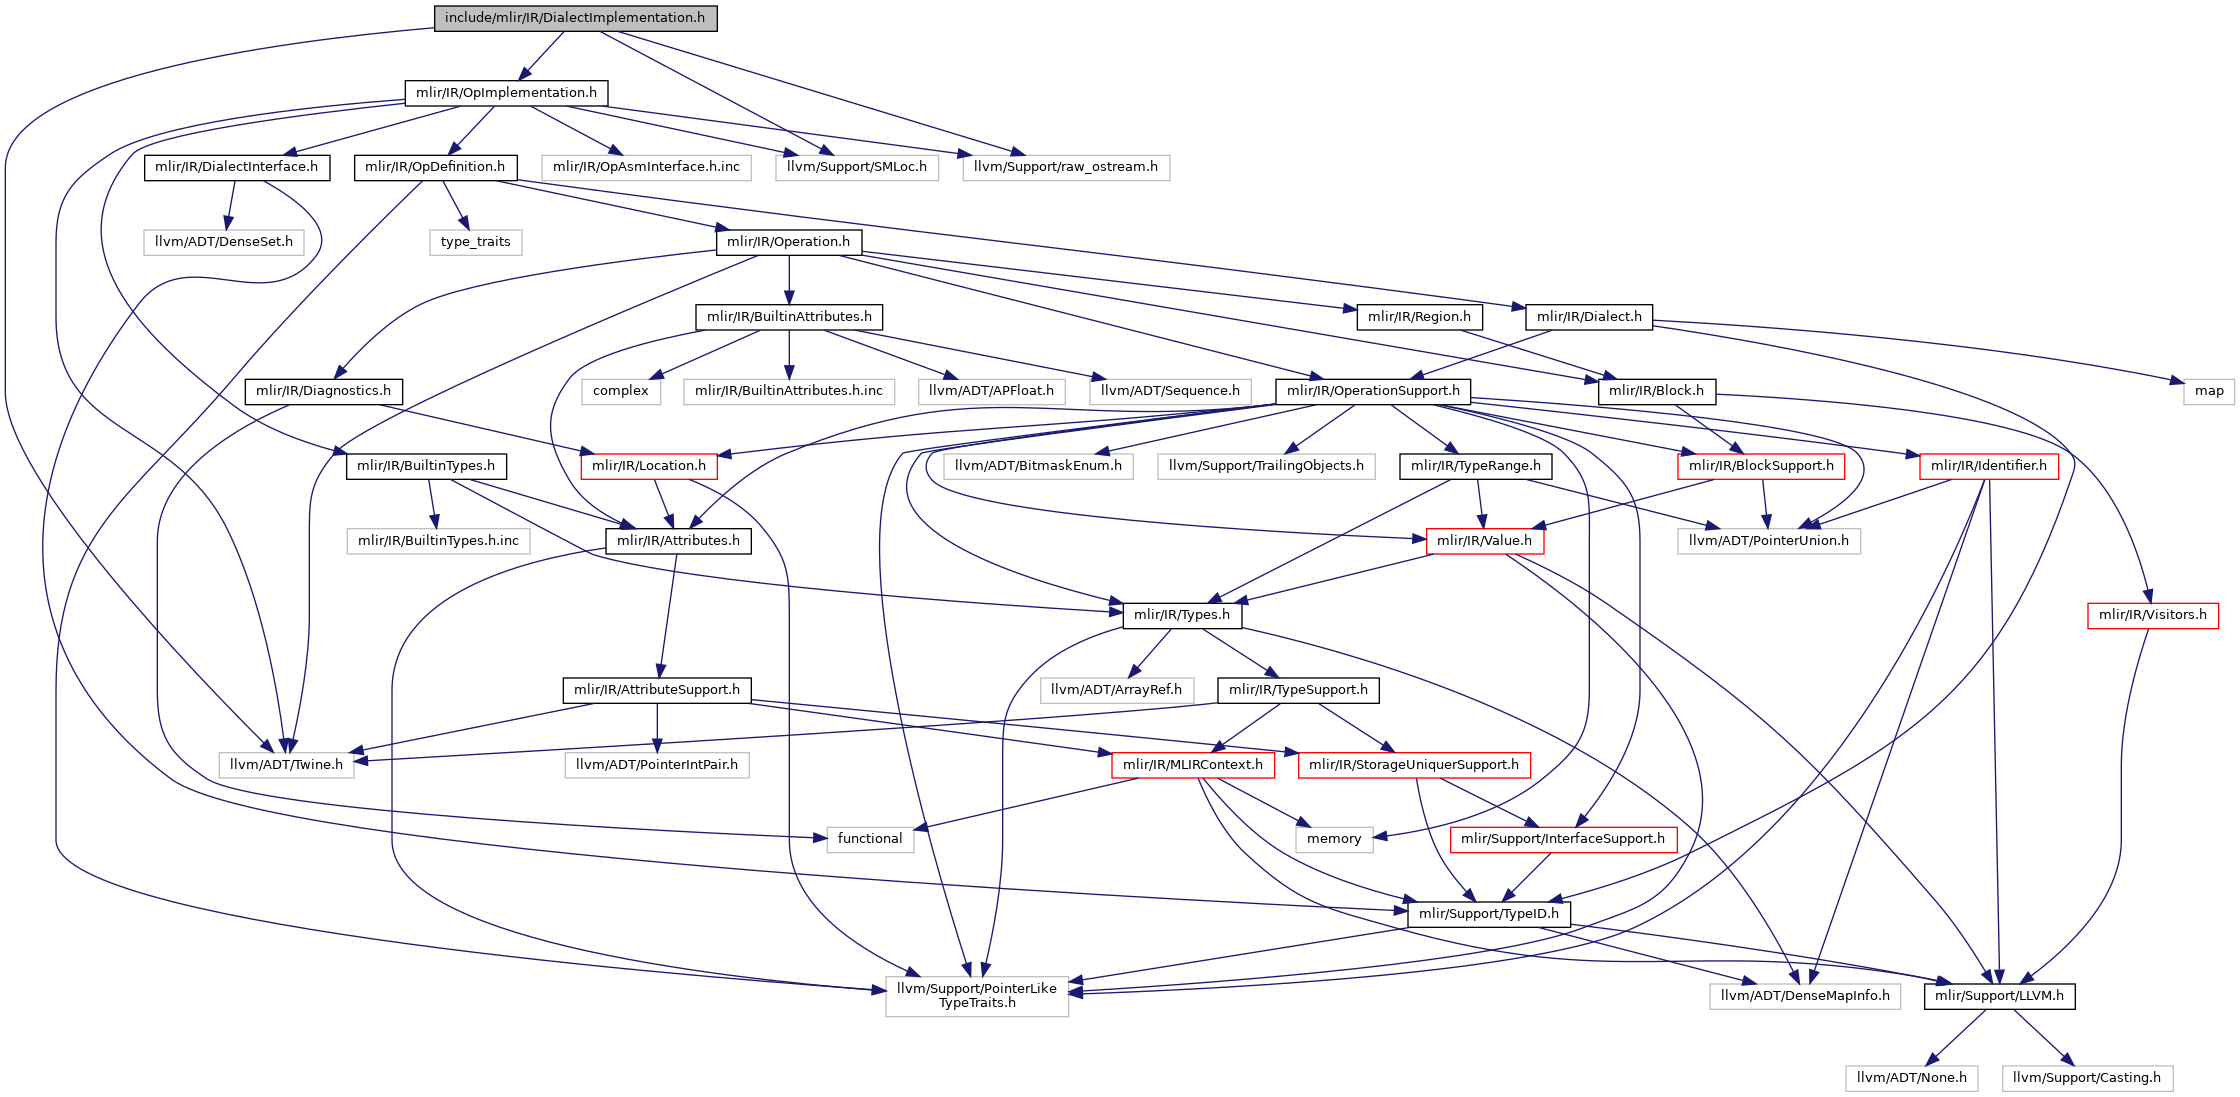 include/mlir/IR/DialectImplementation.h
mlir/IR/OpImplementation.h
mlir/IR/DialectInterface.h
mlir/IR/OpDefinition.h
mlir/IR/OpAsmInterface.h.inc
llvm/Support/SMLoc.h
llvm/Support/raw_ostream.h
llvm/ADT/DenseSet.h
type_traits
mlir/IR/Operation.h
mlir/IR/BuiltinAttributes.h
mlir/IR/Region.h
mlir/IR/Dialect.h
mlir/IR/Diagnostics.h
complex
mlir/IR/BuiltinAttributes.h.inc
llvm/ADT/APFloat.h
llvm/ADT/Sequence.h
mlir/IR/OperationSupport.h
mlir/IR/Block.h
map
mlir/IR/BuiltinTypes.h
mlir/IR/Location.h
llvm/ADT/BitmaskEnum.h
llvm/Support/TrailingObjects.h
mlir/IR/TypeRange.h
mlir/IR/BlockSupport.h
mlir/IR/Identifier.h
mlir/IR/BuiltinTypes.h.inc
mlir/IR/Attributes.h
mlir/IR/Value.h
llvm/ADT/PointerUnion.h
mlir/IR/Types.h
mlir/IR/Visitors.h
mlir/IR/AttributeSupport.h
llvm/ADT/ArrayRef.h
mlir/IR/TypeSupport.h
llvm/ADT/Twine.h
llvm/ADT/PointerIntPair.h
mlir/IR/MLIRContext.h
mlir/IR/StorageUniquerSupport.h
functional
memory
mlir/Support/InterfaceSupport.h
mlir/Support/TypeID.h
llvm/Support/PointerLike
TypeTraits.h
llvm/ADT/DenseMapInfo.h
mlir/Support/LLVM.h
llvm/ADT/None.h
llvm/Support/Casting.h